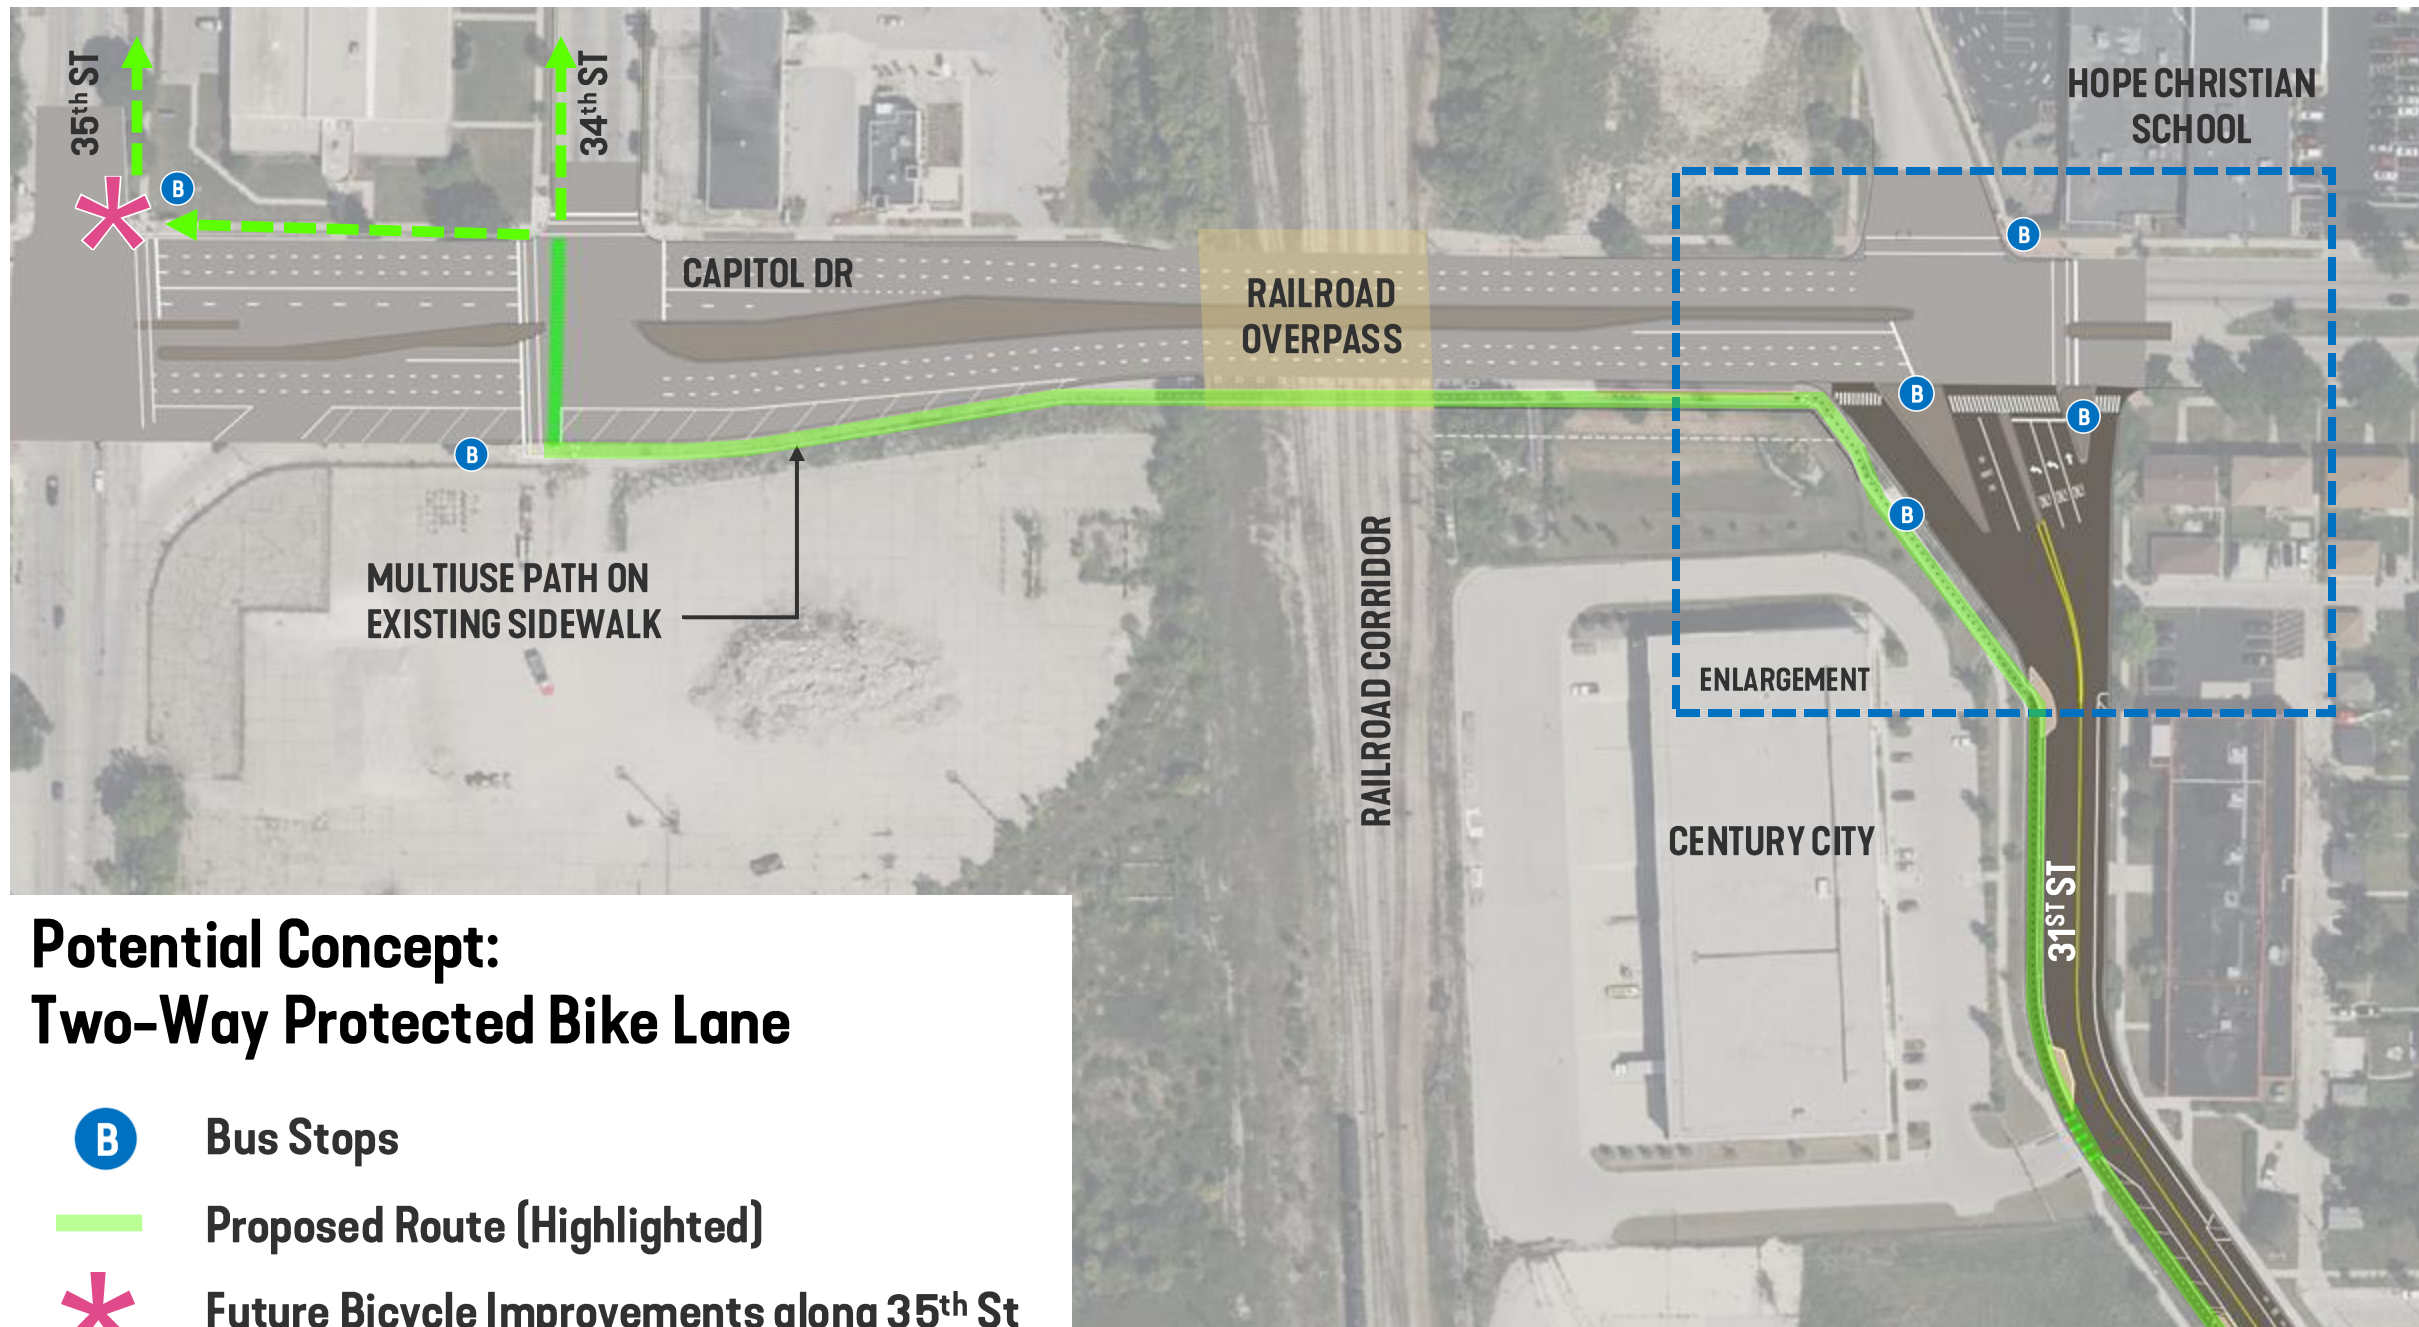 35th ST
34th ST
HOPE CHRISTIAN
SCHOOL
B
B
CAPITOL DR
RAILROAD
OVERPASS
B
B
B
B
MULTIUSE PATH ON
EXISTING SIDEWALK
RAILROAD CORRIDOR
ENLARGEMENT
CENTURY CITY
31ST ST
Potential Concept:
Two-Way Protected Bike Lane
B Bus Stops
Proposed Route (Highlighted)
* Future Bicycle Improvements along 35th St